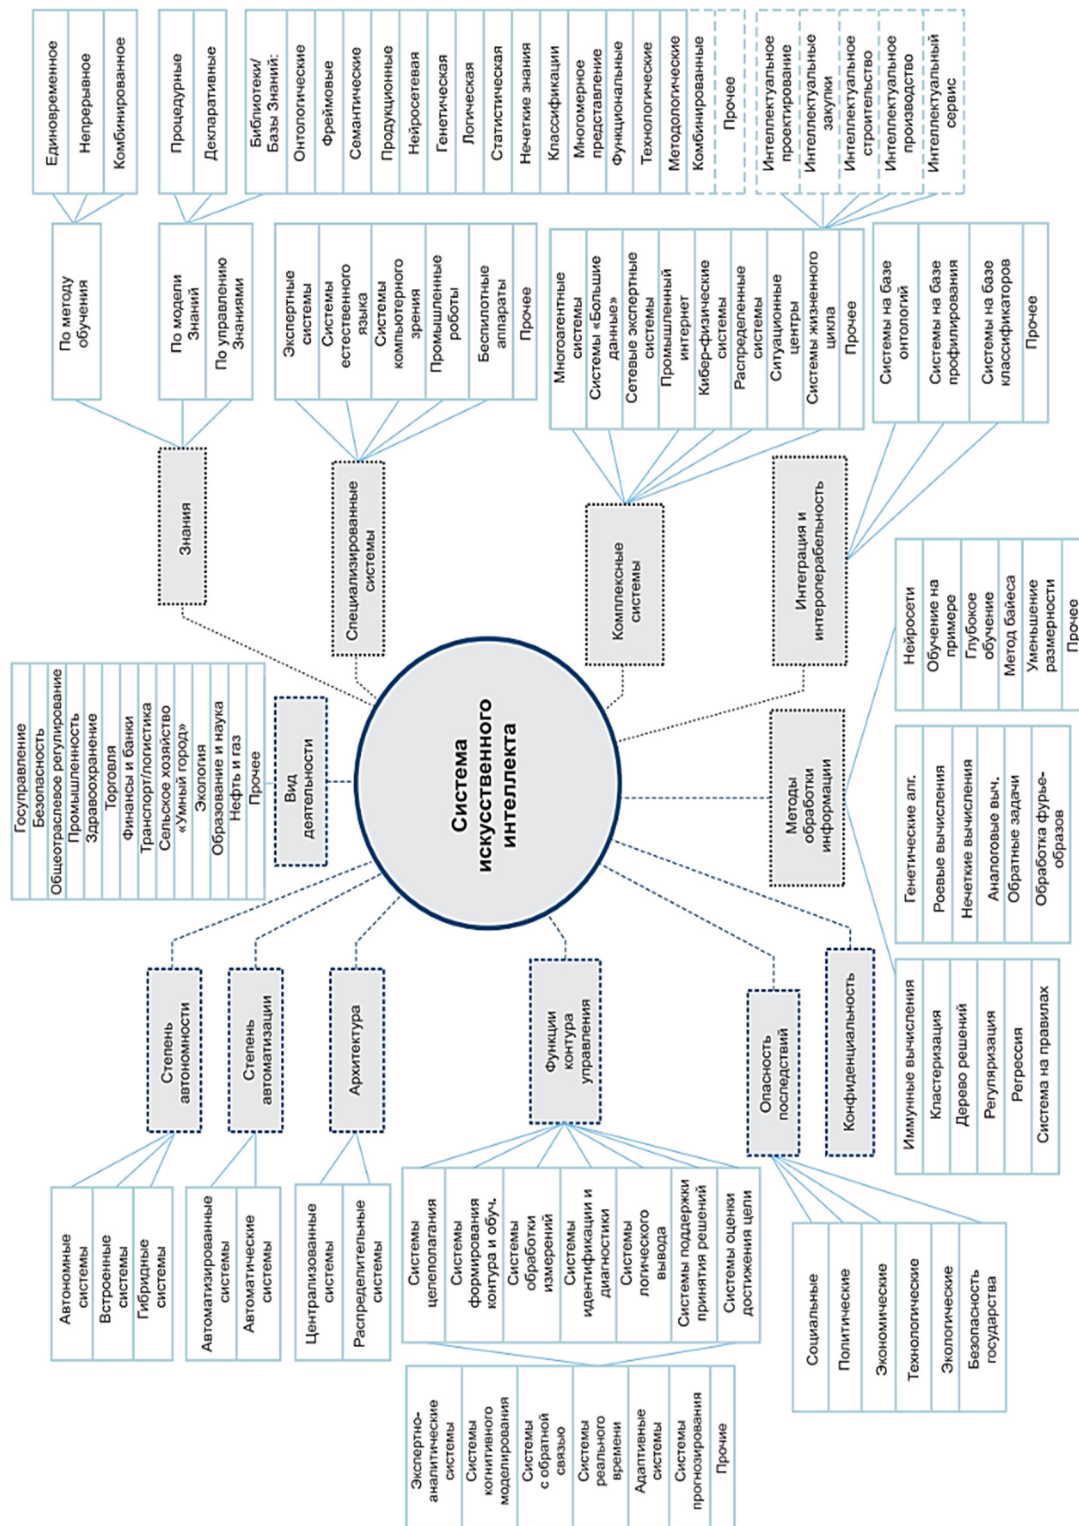 Единовременное
Непрерывное
Комбинированное
Процедурные
Декларативные
Библиотеки/
Базы Знаний:
Онтологические
Фреймовые
Семантические
Продукционные
Нейросетевая
Генетическая
Логическая
Статистическая
Нечеткие знания
Классификации
Многомерное
представление
Функциональные
Технологические
Методологические
Комбинированные
Прочее
Интеллектуальное
проектирование
Интеллектуальные
закупки
Интеллектуальное
строительство
Интеллектуальное
производство
Интеллектуальный
сервис
По методу
обучения
По модели
Знаний
По управлению
Знаниями
Экспертные
системы
Системы
естественного
языка
Системы
компьютерного
зрения
Промышленные
роботы
Беспилотные
аппараты
Прочее
Многоагентные
системы
Системы «Большие
данные»
Сетевые экспертные
системы
Промышленный
интернет
Кибер-физические
системы
Распределенные
системы
Ситуационные
центры
Системы жизненного
цикла
Прочее
Системы на базе
онтологий
Системы на базе
профилирования
Системы на базе
классификаторов
Прочее
Знания
Специализированные
системы
Комплексные
системы
Интеграция и
интероперабельность
Госуправление
Безопасность
Общеотраслевое регулирование
Промышленность
Здравоохранение
Торговля
Финансы и банки
Транспорт/логистика
Сельское хозяйство
«Умный город»
Экология
Образование и наука
Нефть и газ
Прочее
Вид
деятельности
Система
искусственного
интеллекта
Методы
обработки
информации
Нейросети
Обучение на
примере
Глубокое
обучение
Метод байеса
Уменьшение
размерности
Прочее
Генетические алг.
Роевые вычисления
Нечеткие вычисления
Аналоговые выч.
Обратные задачи
Обработка фурье-
образов
Иммунные вычисления
Кластеризация
Дерево решений
Регуляризация
Регрессия
Система на правилах
Степень
автономности
Степень
автоматизации
Архитектура
Функции
контура
управления
Опасность
последствий
Конфиденциальность
Автономные
системы
Встроенные
системы
Гибридные
системы
Автоматизированные
системы
Автоматические
системы
Централизованные
системы
Распределительные
системы
Системы
целеполагания
Системы
формирования
контура и обуч.
Системы
обработки
измерений
Системы
идентификации и
диагностики
Системы
логического
вывода
Системы поддержки
принятия решений
Системы оценки
достижения цели
Социальные
Политические
Экономические
Технологические
Экологические
Безопасность
государства
Экспертно-
аналитические
системы
Системы
когнитивного
моделирования
Системы
с обратной
связью
Системы
реального
времени
Адаптивные
системы
Системы
прогнозирования
Прочие